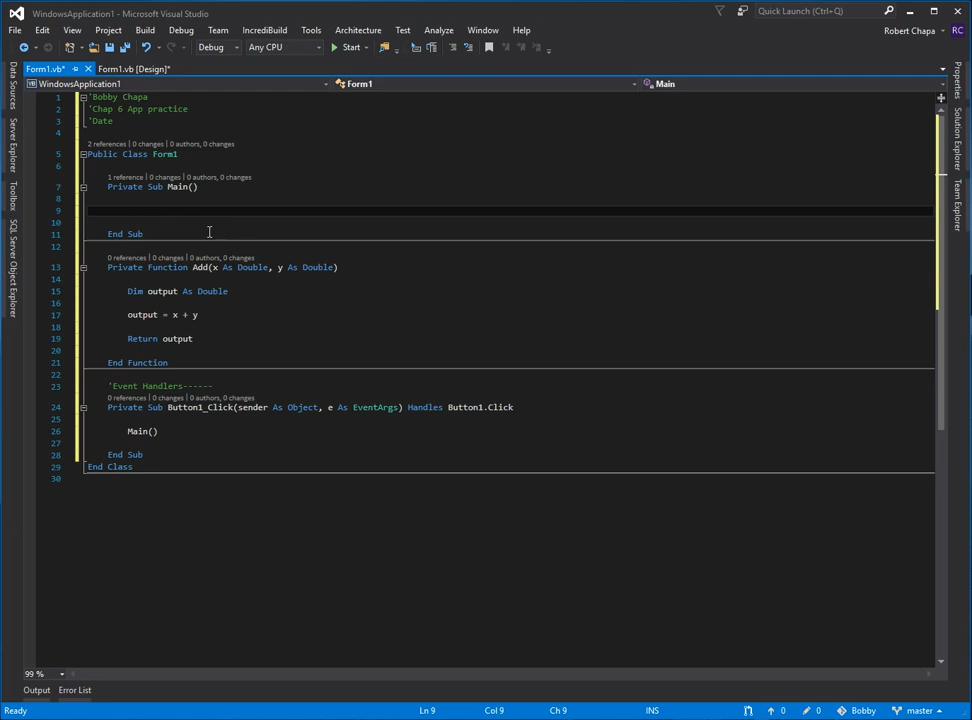 WindowsApplication1 - Microsoft Visual Studio
Quick Launch (Ctrl+Q)
File Edit View Project Build Debug Team IncrediBuild Tools Architecture Test Analyze Window Help
Robert Chapa RC
Debug Any CPU Start
Form1.vb* Form1.vb [Design]*
WindowsApplication1 Form1 Main
Data Sources
Server Explorer
Toolbox
SQL Server Object Explorer
Properties
Solution Explorer
Team Explorer
1 'Bobby Chapa
2 'Chap 6 App practice
3 'Date
4
2 references | 0 changes | 0 authors, 0 changes
5 Public Class Form1
6
1 reference | 0 changes | 0 authors, 0 changes
7 Private Sub Main()
8
9
10
11 End Sub
12
0 references | 0 changes | 0 authors, 0 changes
13 Private Function Add(x As Double, y As Double)
14
15 Dim output As Double
16
17 output = x + y
18
19 Return output
20
21 End Function
22
23 'Event Handlers------
0 references | 0 changes | 0 authors, 0 changes
24 Private Sub Button1_Click(sender As Object, e As EventArgs) Handles Button1.Click
25
26 Main()
27
28 End Sub
29 End Class
30
99 %
Output Error List
Ready Ln 9 Col 9 Ch 9 INS 0 0 Bobby master